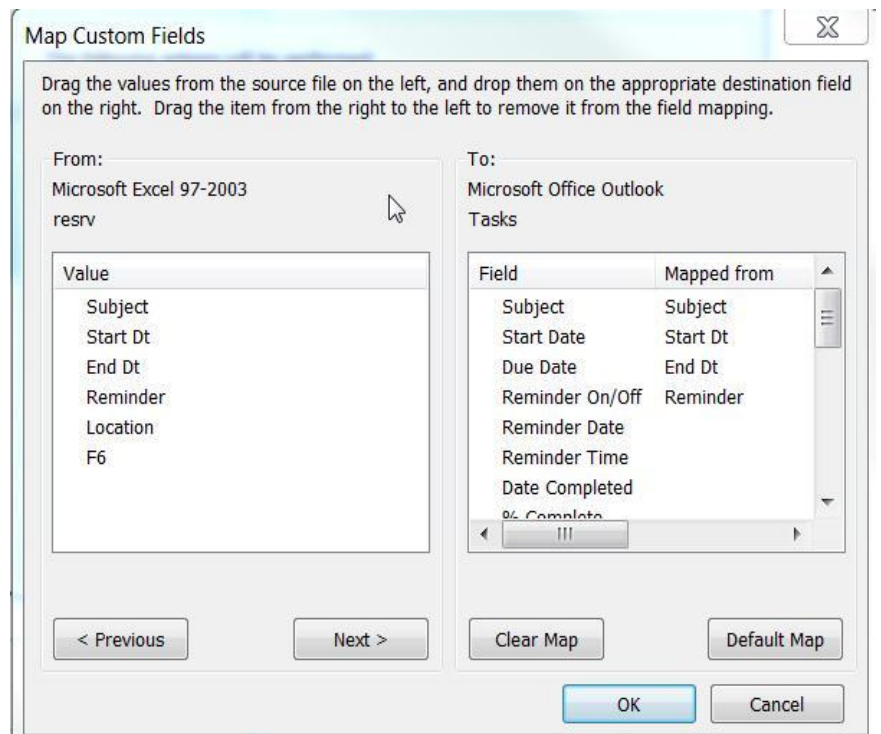 Map Custom Fields
Drag the values from the source file on the left, and drop them on the appropriate destination field
on the right. Drag the item from the right to the left to remove it from the field mapping.
From:
Microsoft Excel 97-2003
resrv
Value
Subject
Start Dt
End Dt
Reminder
Location
F6
< Previous
Next >
To:
Microsoft Office Outlook
Tasks
Field Mapped from
Subject Subject
Start Date Start Dt
Due Date End Dt
Reminder On/Off Reminder
Reminder Date
Reminder Time
Date Completed
% Complete
Clear Map
Default Map
OK
Cancel